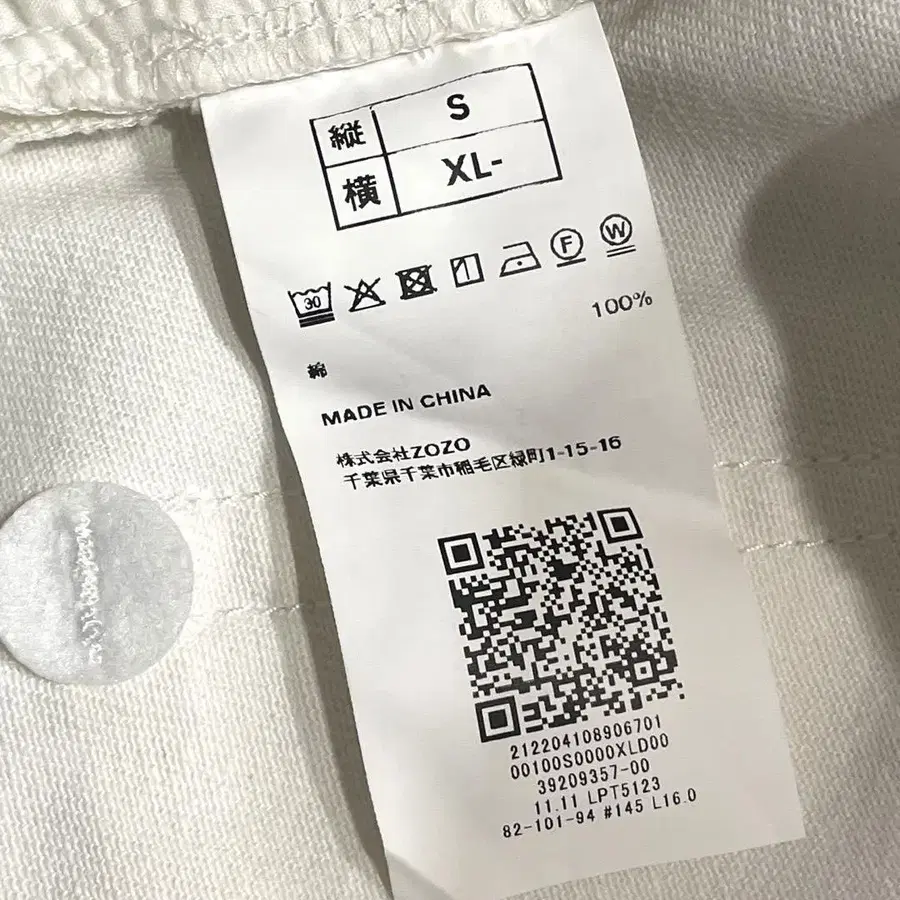 縦 S
横 XL-
30 F W
100%
綿
MADE IN CHINA
株式会社ZOZO
千葉県千葉市稲毛区緑町1-15-16
212204108906701
00100S0000XLD00
39209357-00
11.11 LPT5123
82-101-94 #145 L16.0